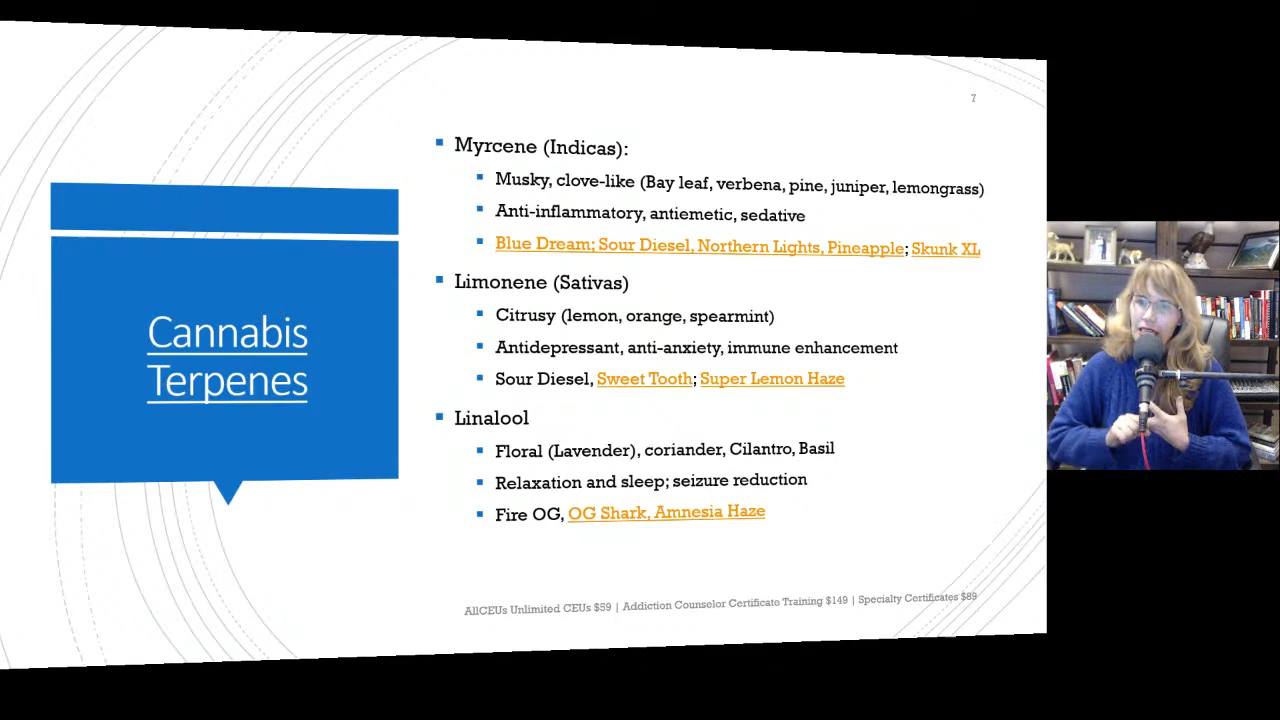 7
Cannabis
Terpenes
Myrcene (Indicas):
Musky, clove-like (Bay leaf, verbena, pine, juniper, lemongrass)
Anti-inflammatory, antiemetic, sedative
Blue Dream; Sour Diesel, Northern Lights, Pineapple; Skunk XL
Limonene (Sativas)
Citrusy (lemon, orange, spearmint)
Antidepressant, anti-anxiety, immune enhancement
Sour Diesel, Sweet Tooth; Super Lemon Haze
Linalool
Floral (Lavender), coriander, Cilantro, Basil
Relaxation and sleep; seizure reduction
Fire OG, OG Shark, Amnesia Haze
AllCEUs Unlimited CEUs $59 | Addiction Counselor Certificate Training $149 | Specialty Certificates $89